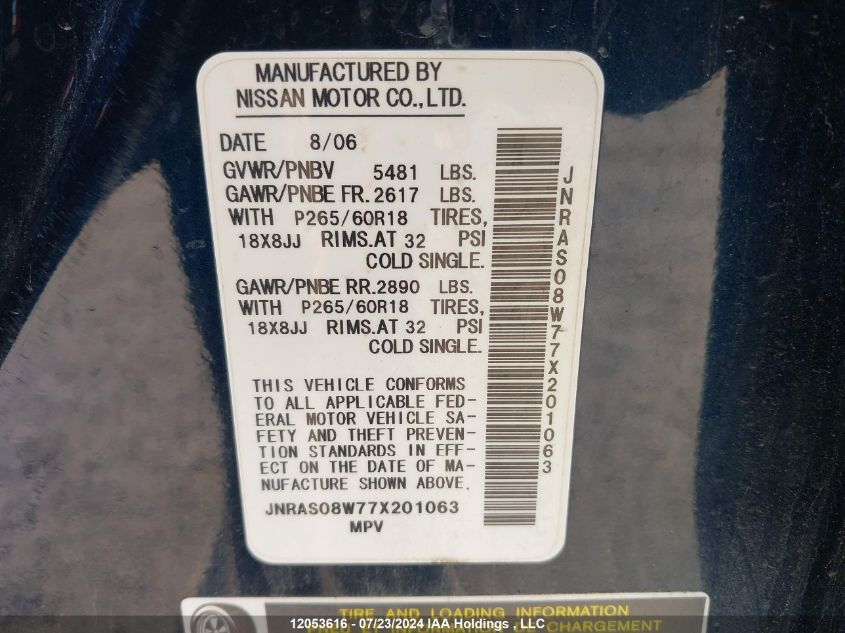 MANUFACTURED BY
NISSAN MOTOR CO.,LTD.
DATE 8/06
GVWR/PNBV 5481 LBS.
GAWR/PNBE FR. 2617 LBS.
WITH P265/60R18 TIRES,
18X8JJ RIMS.AT 32 PSI
COLD SINGLE.
GAWR/PNBE RR.2890 LBS.
WITH P265/60R18 TIRES,
18X8JJ RIMS.AT 32 PSI
COLD SINGLE.
THIS VEHICLE CONFORMS
TO ALL APPLICABLE FED-
ERAL MOTOR VEHICLE SA-
FETY AND THEFT PREVEN-
TION STANDARDS IN EFF-
ECT ON THE DATE OF MA-
NUFACTURE SHOWN ABOVE.
JNRAS08W77X201063
MPV
JNRAS08W77X201063
TIRE AND LOADING INFORMATION
PNEUS ET INFORMATION DE CHARGEMENT
12053616 - 07/23/2024 IAA Holdings, LLC